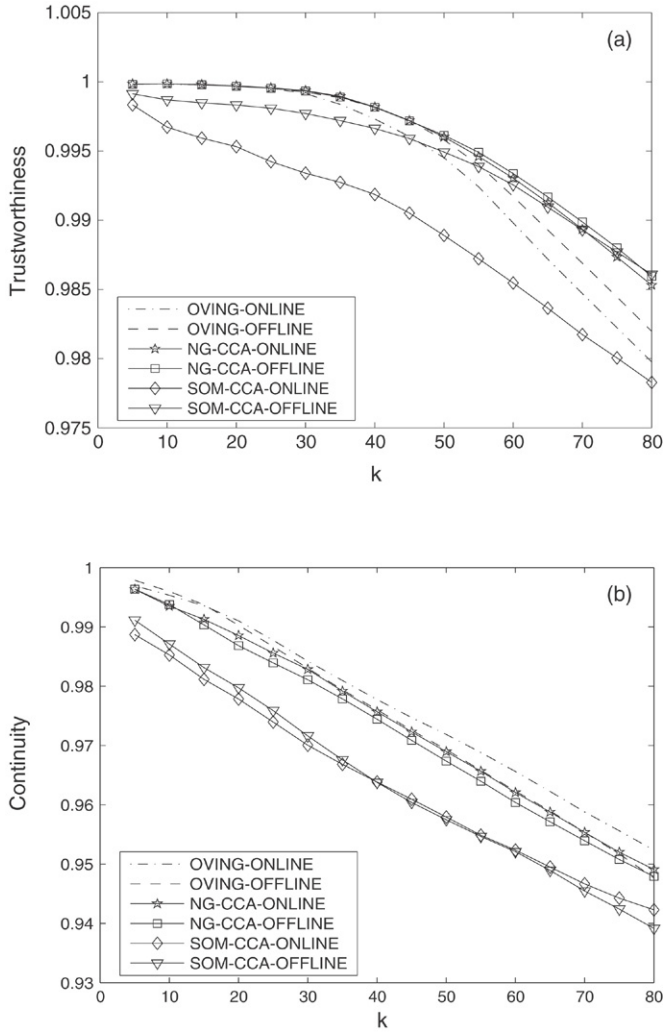 1.005
(a)
1
0.995
0.99
0.985
0.98
0.975
Trustworthiness
OVING-ONLINE
OVING-OFFLINE
NG-CCA-ONLINE
NG-CCA-OFFLINE
SOM-CCA-ONLINE
SOM-CCA-OFFLINE
0 10 20 30 40 50 60 70 80
k
1
(b)
0.99
0.98
0.97
0.96
0.95
0.94
0.93
Continuity
OVING-ONLINE
OVING-OFFLINE
NG-CCA-ONLINE
NG-CCA-OFFLINE
SOM-CCA-ONLINE
SOM-CCA-OFFLINE
0 10 20 30 40 50 60 70 80
k